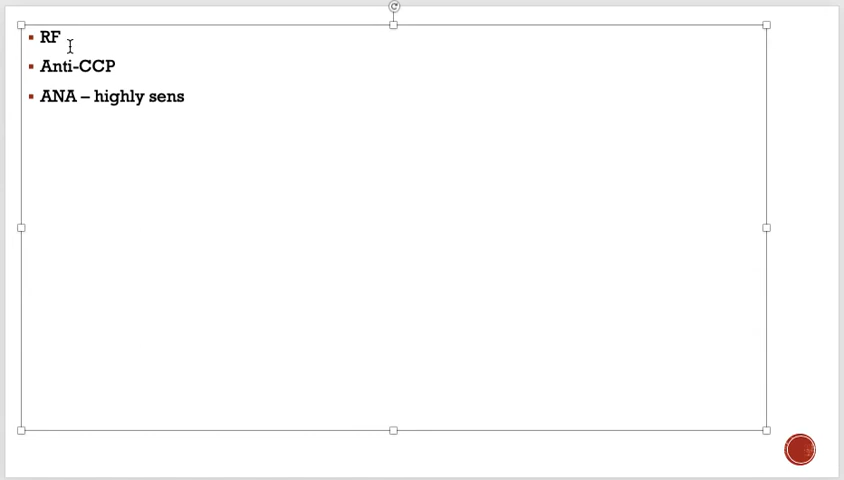 RF
Anti-CCP
ANA – highly sens